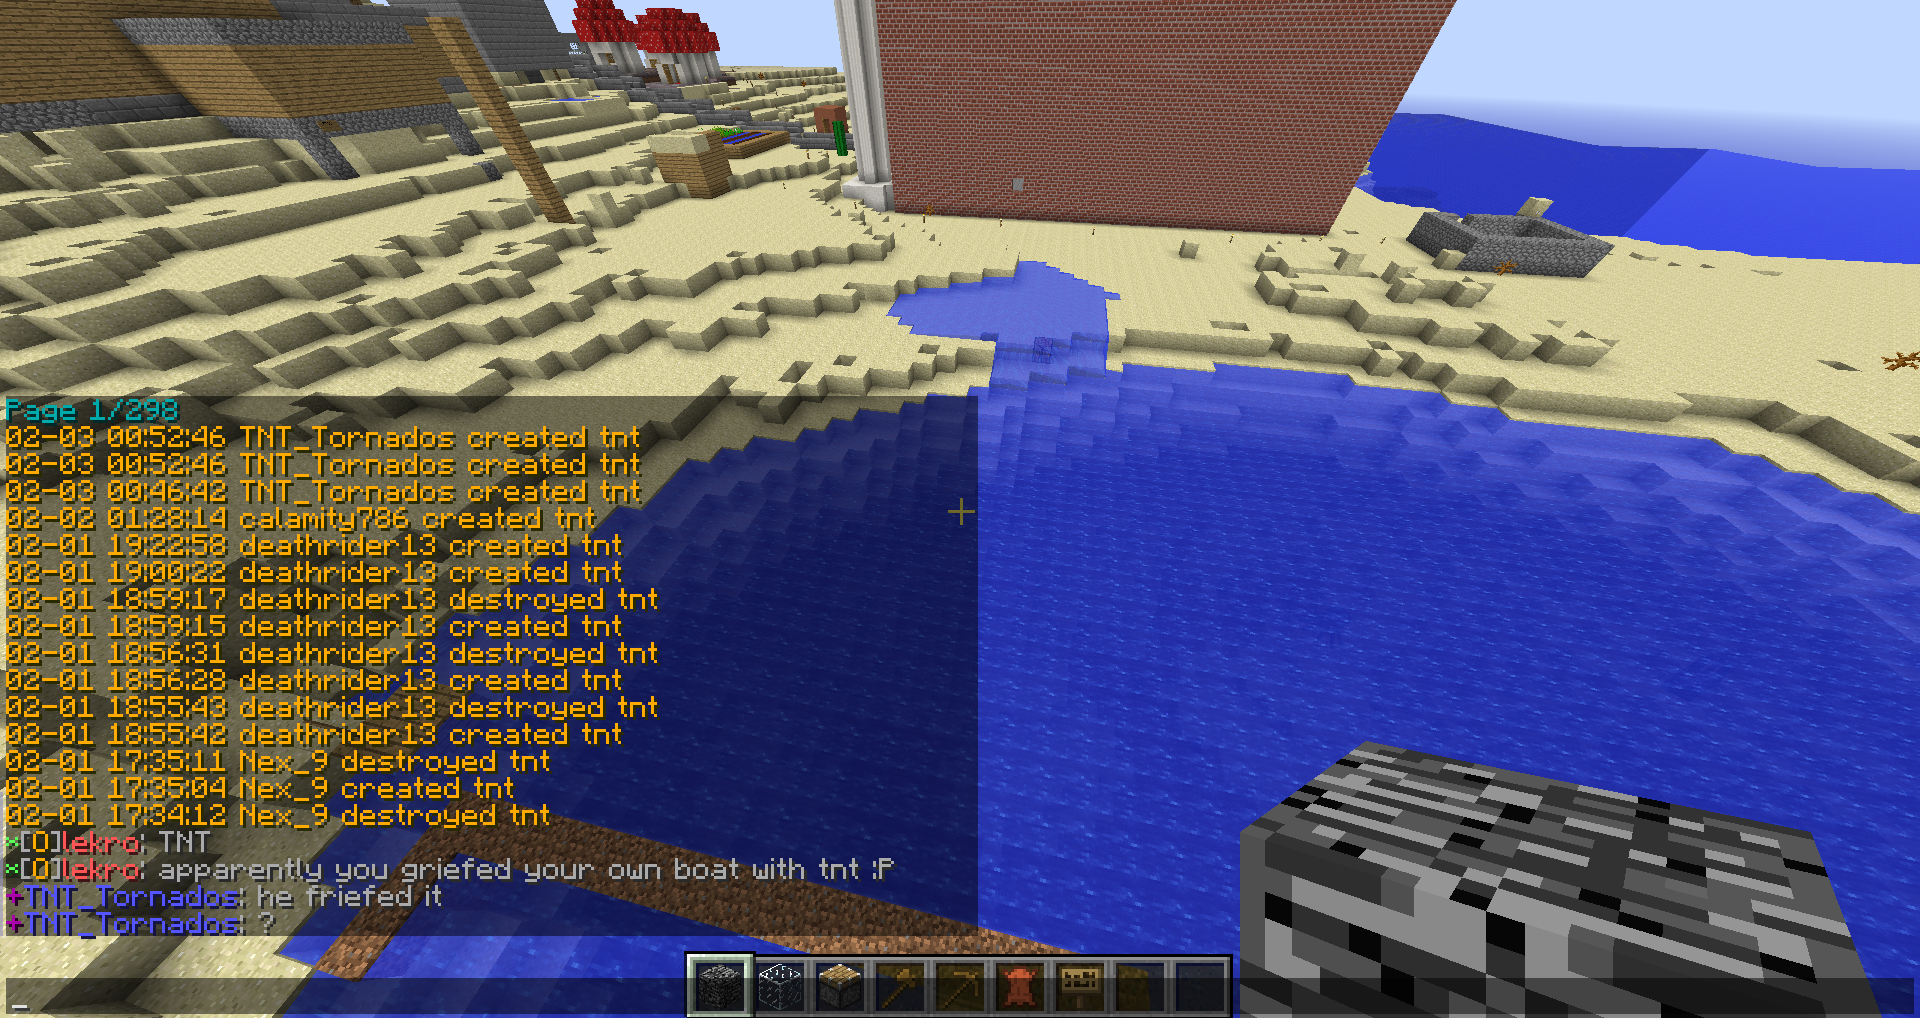 Page 1/298
02-03 00:52:46 TNT_Tornados created tnt
02-03 00:52:46 TNT_Tornados created tnt
02-03 00:46:42 TNT_Tornados created tnt
02-02 01:28:14 calamity786 created tnt
02-01 19:22:58 deathrider13 created tnt
02-01 19:00:22 deathrider13 created tnt
02-01 18:59:17 deathrider13 destroyed tnt
02-01 18:59:15 deathrider13 created tnt
02-01 18:56:31 deathrider13 destroyed tnt
02-01 18:56:28 deathrider13 created tnt
02-01 18:55:43 deathrider13 destroyed tnt
02-01 18:55:42 deathrider13 created tnt
02-01 17:35:11 Nex_9 destroyed tnt
02-01 17:35:04 Nex_9 created tnt
02-01 17:34:12 Nex_9 destroyed tnt
*[O]lekro: TNT
*[O]lekro: apparently you griefed your own boat with tnt :P
+TNT_Tornados: he friefed it
+TNT_Tornados: ?
_